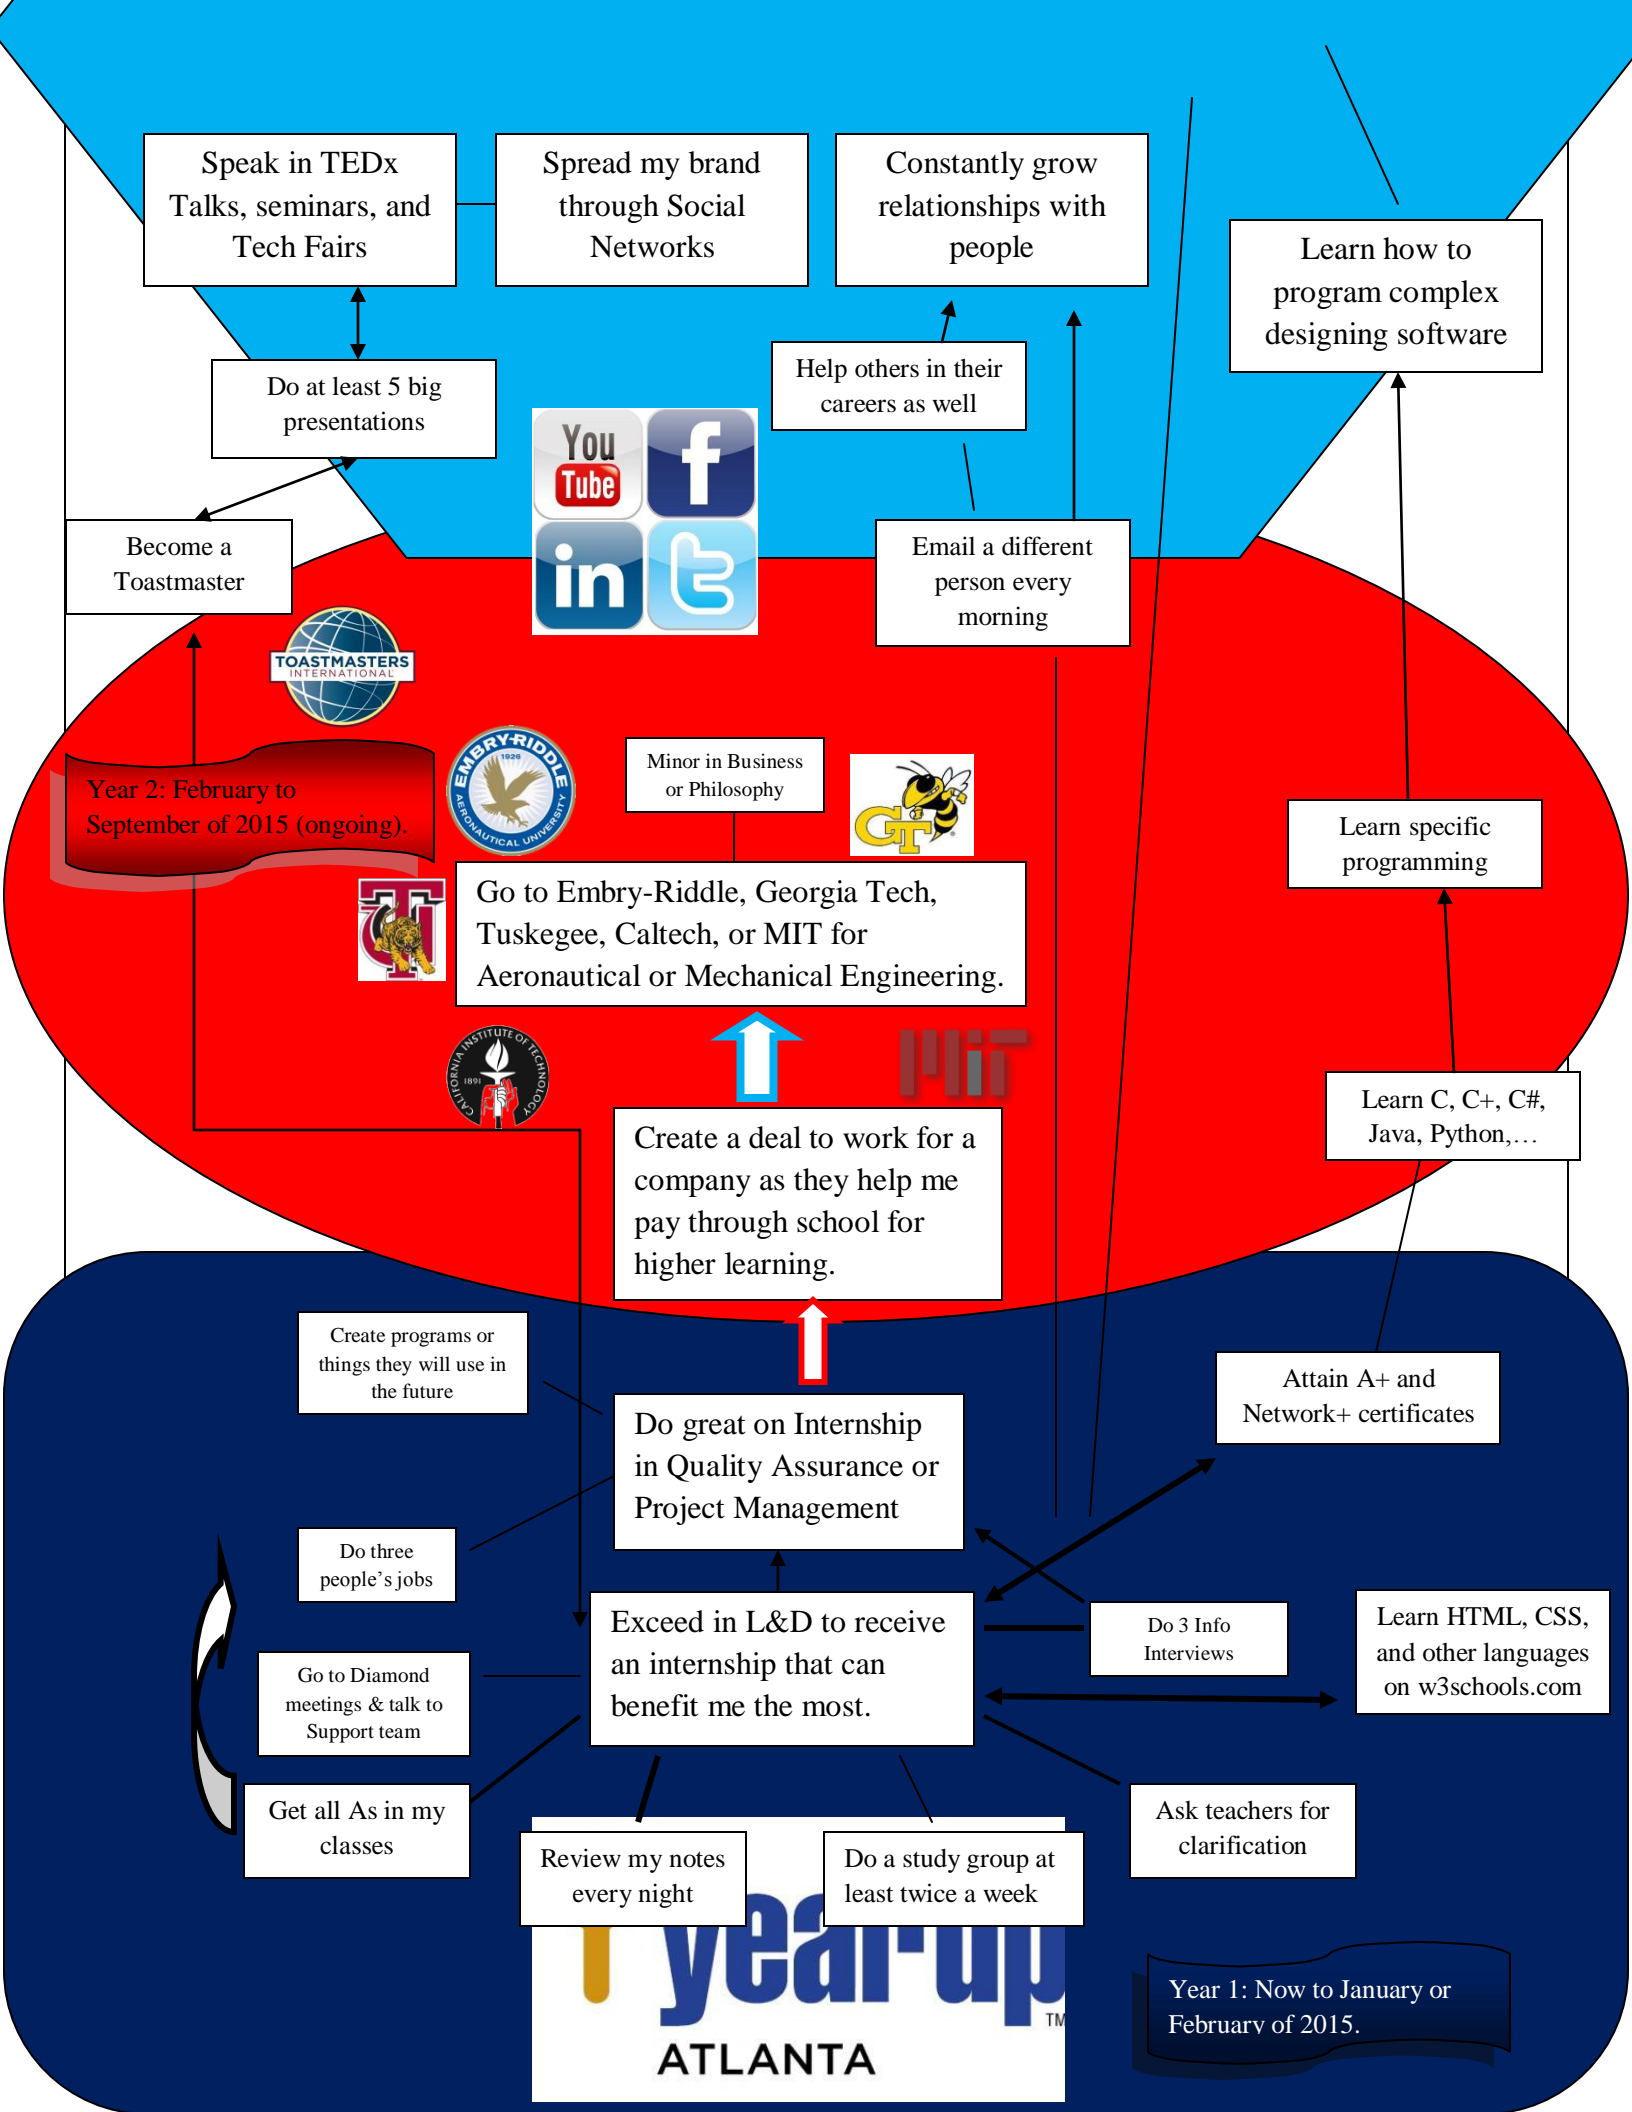 Speak in TEDx
Talks, seminars, and
Tech Fairs
Spread my brand
through Social
Networks
Constantly grow
relationships with
people
Learn how to
program complex
designing software
Do at least 5 big
presentations
Help others in their
careers as well
You
Tube
f
in
t
Become a
Toastmaster
Email a different
person every
morning
TOASTMASTERS
INTERNATIONAL
Year 2: February to
September of 2015 (ongoing).
EMBRY-RIDDLE
1926
AERONAUTICAL UNIVERSITY
Minor in Business
or Philosophy
GT
Learn specific
programming
TU
Go to Embry-Riddle, Georgia Tech,
Tuskegee, Caltech, or MIT for
Aeronautical or Mechanical Engineering.
CALIFORNIA INSTITUTE OF TECHNOLOGY
1891
MiT
Learn C, C+, C#,
Java, Python,…
Create a deal to work for a
company as they help me
pay through school for
higher learning.
Create programs or
things they will use in
the future
Attain A+ and
Network+ certificates
Do great on Internship
in Quality Assurance or
Project Management
Do three
people’s jobs
Exceed in L&D to receive
an internship that can
benefit me the most.
Do 3 Info
Interviews
Learn HTML, CSS,
and other languages
on w3schools.com
Go to Diamond
meetings & talk to
Support team
Get all As in my
classes
Review my notes
every night
Do a study group at
least twice a week
Ask teachers for
clarification
year up
TM
ATLANTA
Year 1: Now to January or
February of 2015.